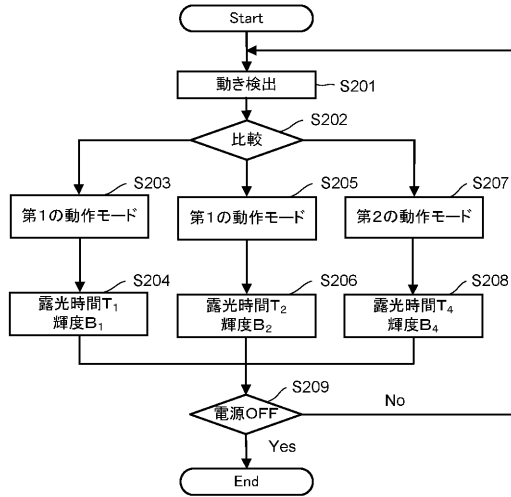 Start
動き検出
S201
比較
S202
S203
第1の動作モード
S205
第1の動作モード
S207
第2の動作モード
S204
露光時間T₁
輝度B₁
S206
露光時間T₂
輝度B₂
S208
露光時間T₄
輝度B₄
S209
電源OFF
No
Yes
End